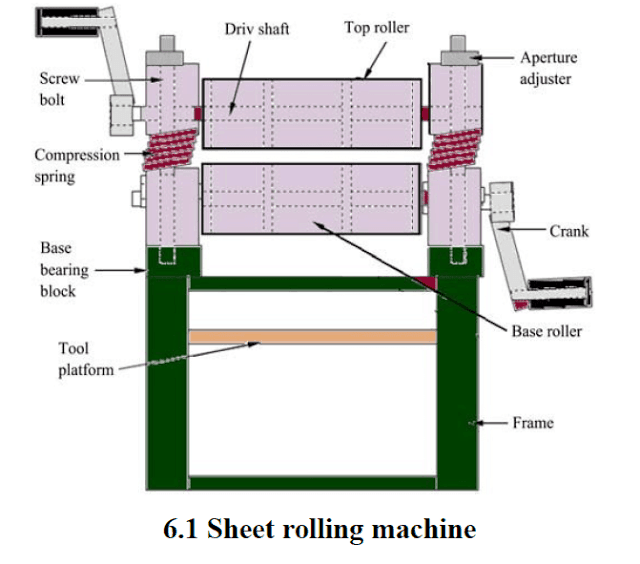 Driv shaft
Top roller
Aperture
adjuster
Screw
bolt
Compression
spring
Crank
Base
bearing
block
Base roller
Tool
platform
Frame
6.1 Sheet rolling machine